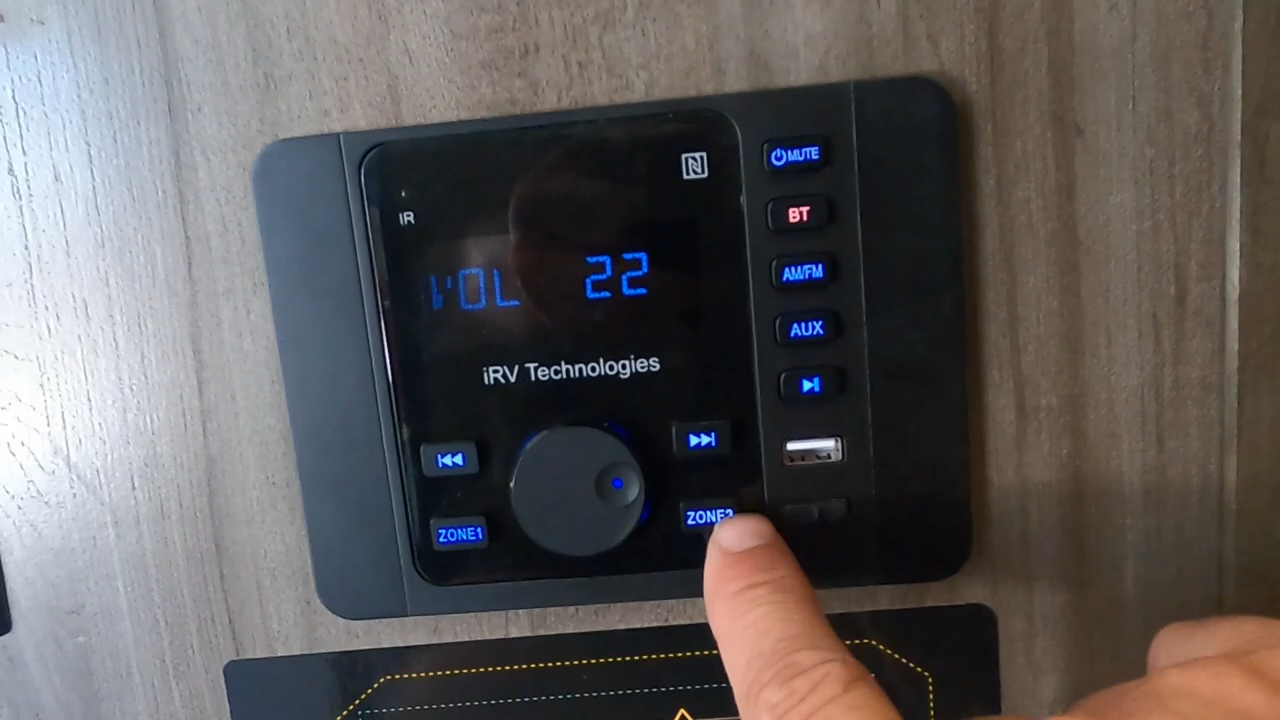 MUTE
IR
BT
VOL 22
AM/FM
AUX
iRV Technologies
ZONE1
ZONE2